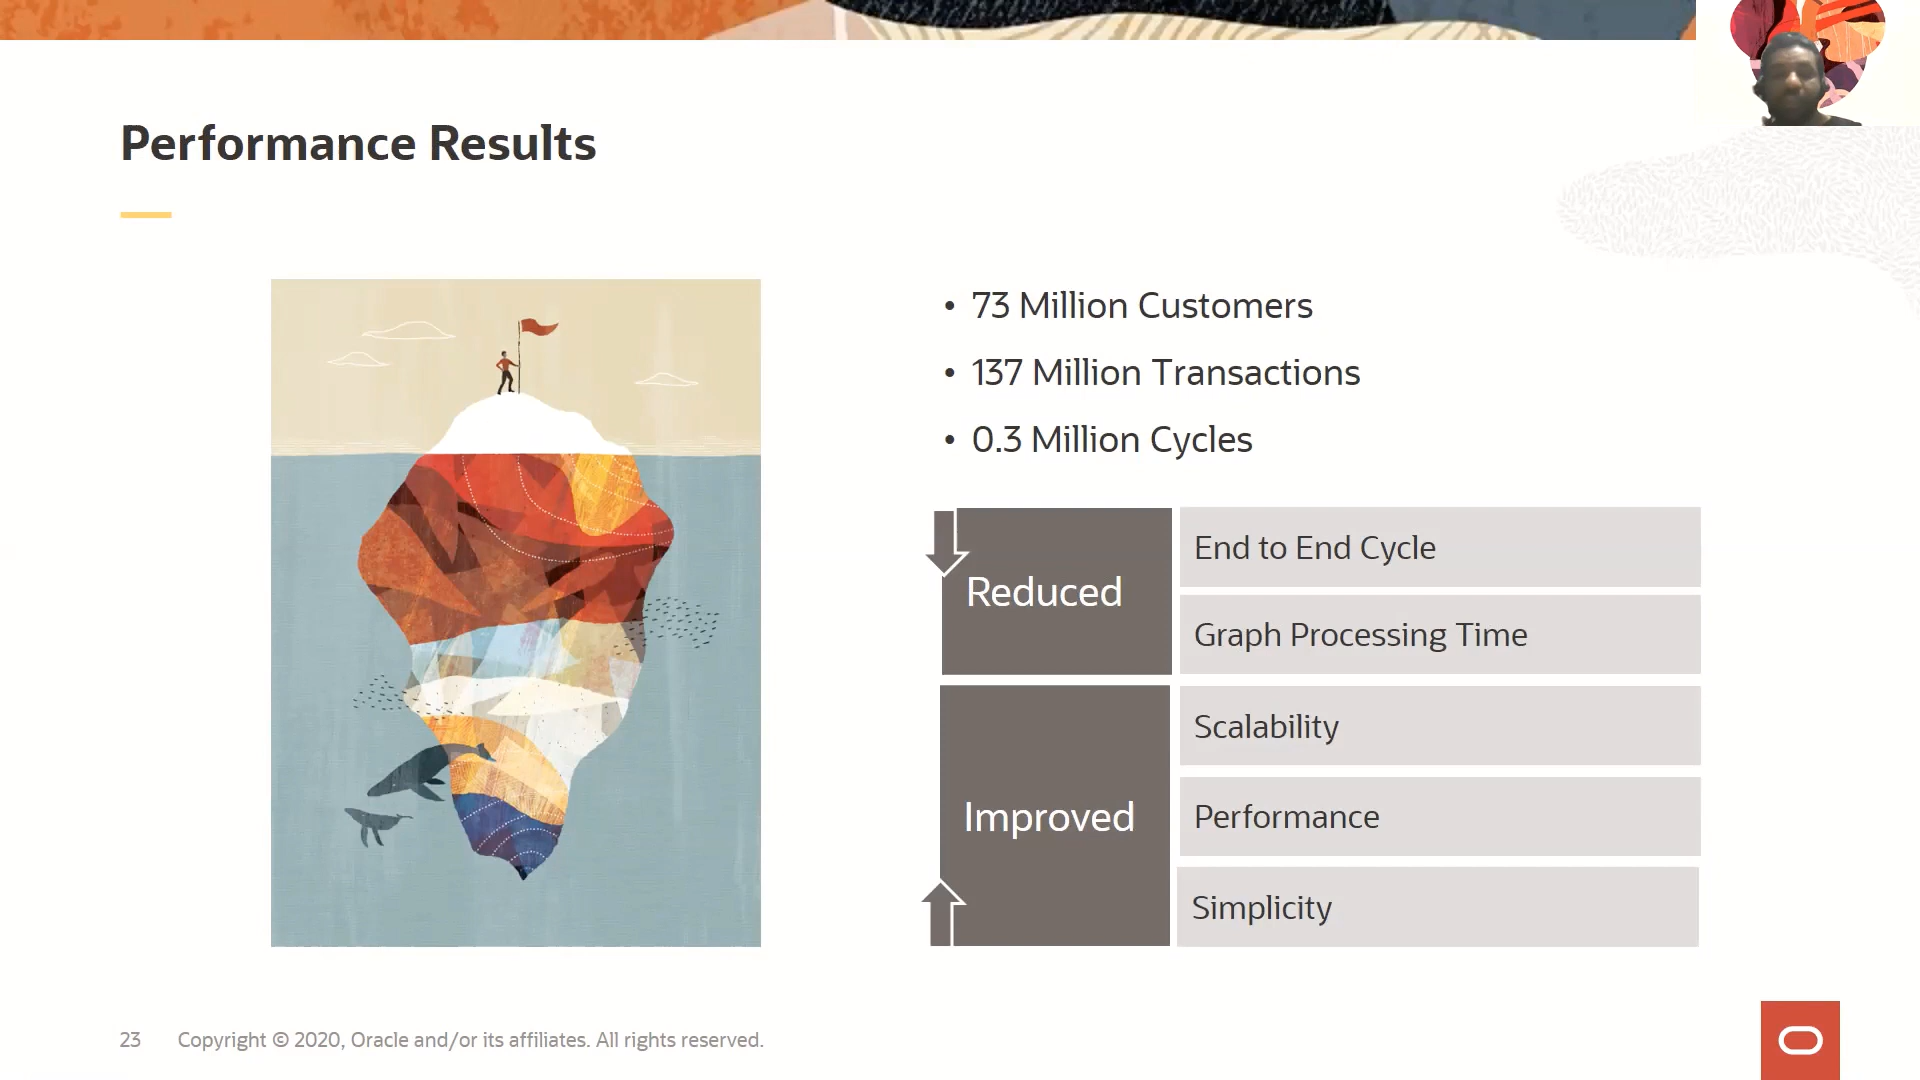 Performance Results
• 73 Million Customers
• 137 Million Transactions
• 0.3 Million Cycles
Reduced
End to End Cycle
Graph Processing Time
Improved
Scalability
Performance
Simplicity
23 Copyright © 2020, Oracle and/or its affiliates. All rights reserved.